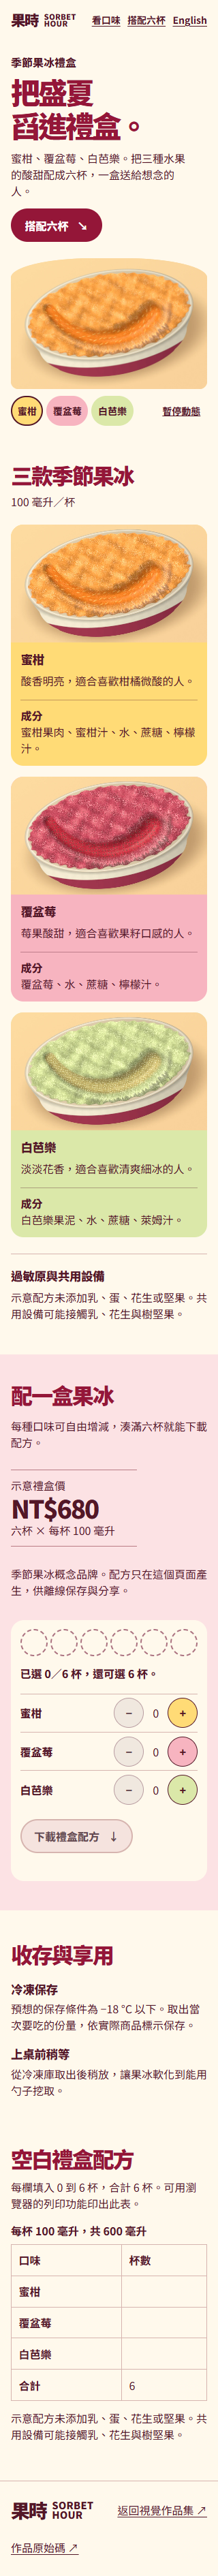 果時 SORBET HOUR 看口味 搭配六杯 English
季節果冰禮盒
把盛夏
舀進禮盒。
蜜柑、覆盆莓、白芭樂。把三種水果
的酸甜配成六杯，一盒送給想念的
人。
搭配六杯 ↘
蜜柑 覆盆莓 白芭樂 暫停動態
三款季節果冰
100 毫升／杯
蜜柑
酸香明亮，適合喜歡柑橘微酸的人。
成分
蜜柑果肉、蜜柑汁、水、蔗糖、檸檬
汁。
覆盆莓
莓果酸甜，適合喜歡果籽口感的人。
成分
覆盆莓、水、蔗糖、檸檬汁。
白芭樂
淡淡花香，適合喜歡清爽細冰的人。
成分
白芭樂果泥、水、蔗糖、萊姆汁。
過敏原與共用設備
示意配方未添加乳、蛋、花生或堅果。共
用設備可能接觸乳、花生與樹堅果。
配一盒果冰
每種口味可自由增減，湊滿六杯就能下載
配方。
示意禮盒價
NT$680
六杯 × 每杯 100 毫升
季節果冰概念品牌。配方只在這個頁面產
生，供離線保存與分享。
已選 0／6 杯，還可選 6 杯。
蜜柑 − 0 +
覆盆莓 − 0 +
白芭樂 − 0 +
下載禮盒配方 ↓
收存與享用
冷凍保存
預想的保存條件為 −18 °C 以下。取出當
次要吃的份量，依實際商品標示保存。
上桌前稍等
從冷凍庫取出後稍放，讓果冰軟化到能用
勺子挖取。
空白禮盒配方
每欄填入 0 到 6 杯，合計 6 杯。可用瀏
覽器的列印功能印出此表。
每杯 100 毫升，共 600 毫升
口味 杯數
蜜柑
覆盆莓
白芭樂
合計 6
示意配方未添加乳、蛋、花生或堅果。共
用設備可能接觸乳、花生與樹堅果。
果時 SORBET HOUR 返回視覺作品集 ↗
作品原始碼 ↗